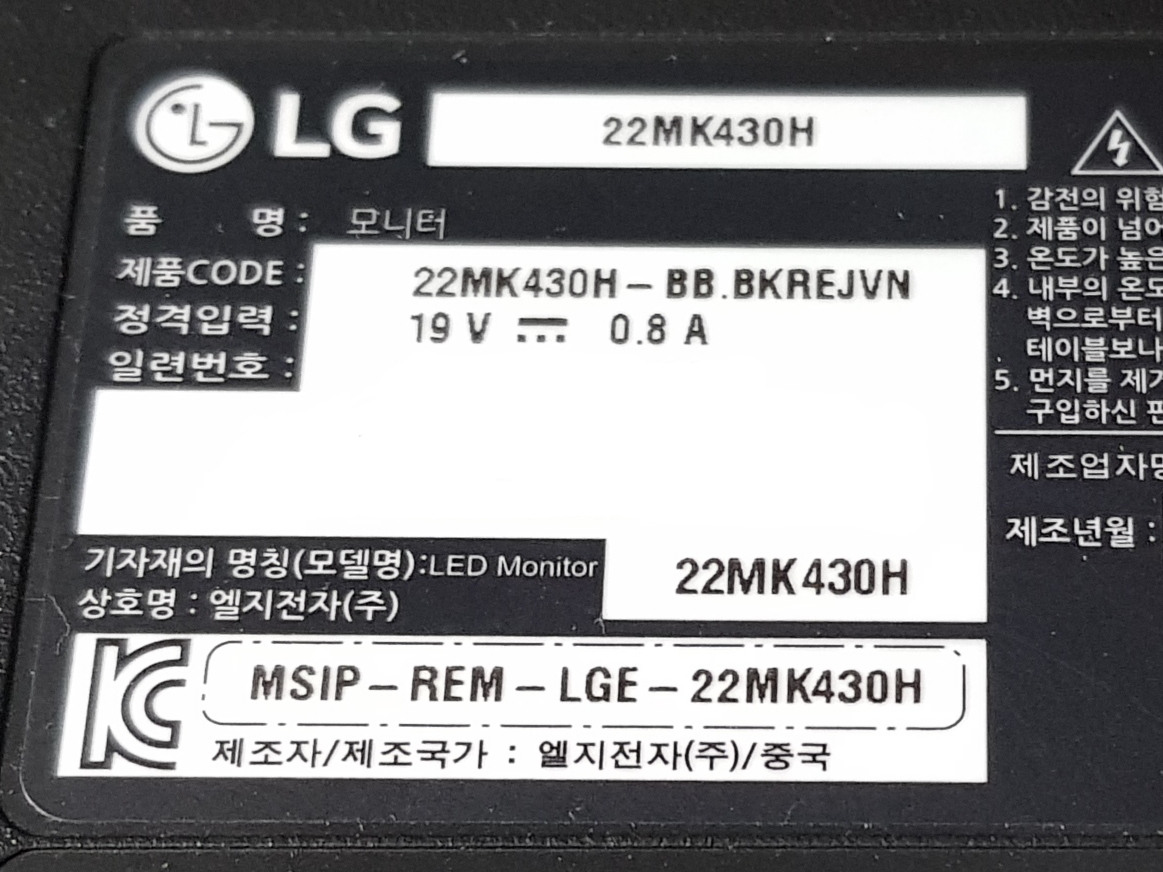 LG 22MK430H
품 명 : 모니터
제품CODE : 22MK430H-BB.BKREJVN
정격입력 : 19 V ⎓ 0.8 A
일련번호 :
기자재의 명칭(모델명):LED Monitor 22MK430H
상호명 : 엘지전자(주)
MSIP-REM-LGE-22MK430H
제조자/제조국가 : 엘지전자(주)/중국
1. 감전의 위험
2. 제품이 넘어
3. 온도가 높은
4. 내부의 온도
벽으로부터
테이블보나
5. 먼지를 제거
구입하신 판
제조업자명
제조년월 :